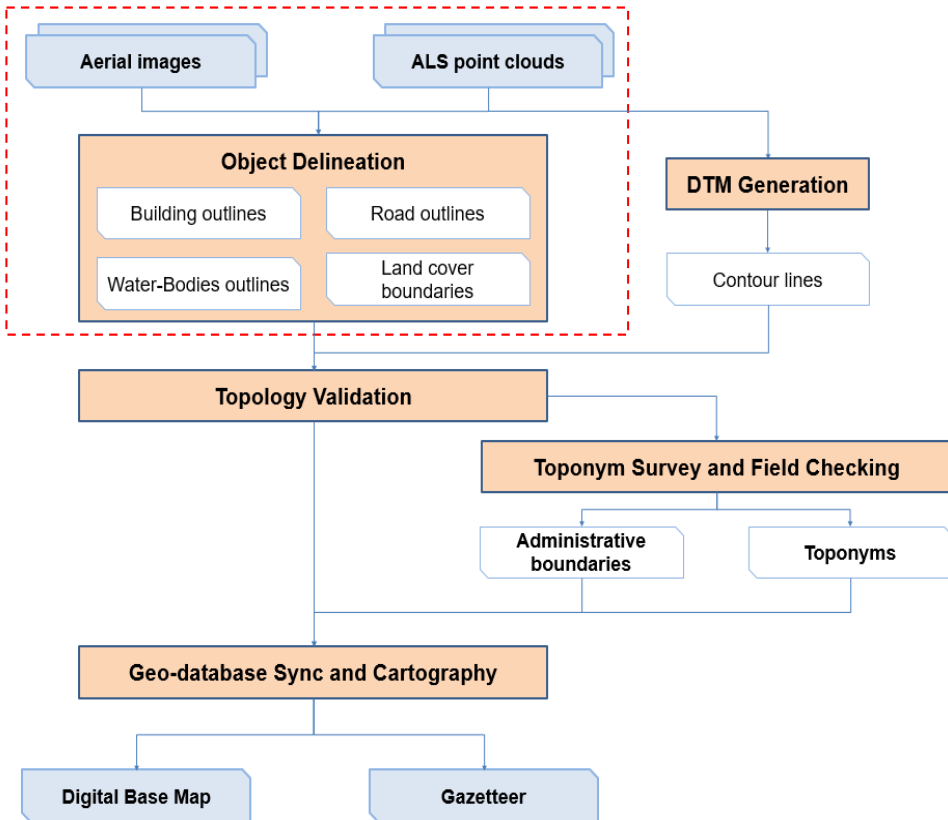 Aerial images
ALS point clouds
Object Delineation
Building outlines
Road outlines
Water-Bodies outlines
Land cover
boundaries
DTM Generation
Contour lines
Topology Validation
Toponym Survey and Field Checking
Administrative
boundaries
Toponyms
Geo-database Sync and Cartography
Digital Base Map
Gazetteer